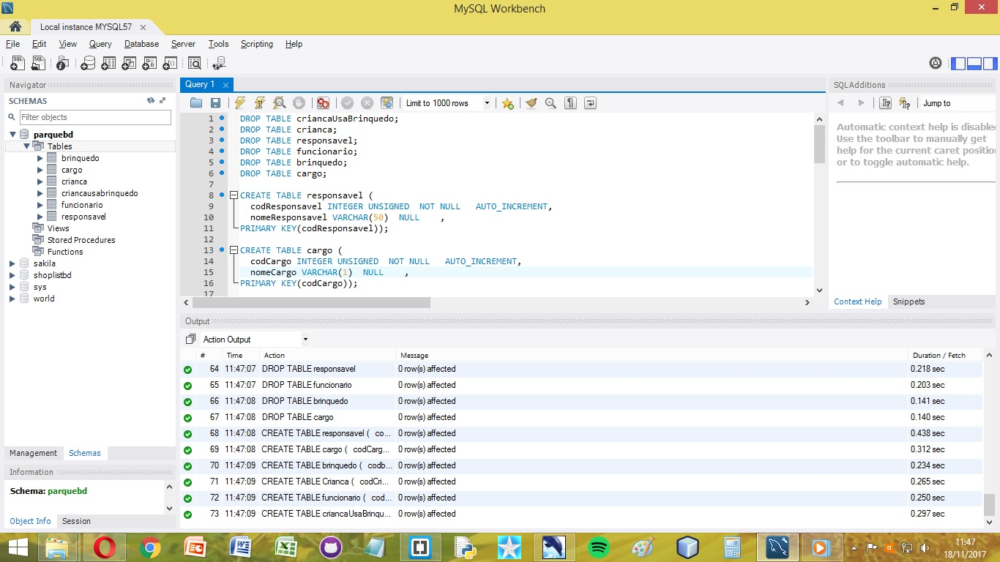 MySQL Workbench
Local instance MYSQL57
File Edit View Query Database Server Tools Scripting Help
Navigator
SCHEMAS
Filter objects
parquebd
Tables
brinquedo
cargo
crianca
criancausabrinquedo
funcionario
responsavel
Views
Stored Procedures
Functions
sakila
shoplistbd
sys
world
Management Schemas
Information
Schema: parquebd
Object Info Session
Query 1
Limit to 1000 rows
1 DROP TABLE criancaUsaBrinquedo;
2 DROP TABLE crianca;
3 DROP TABLE responsavel;
4 DROP TABLE funcionario;
5 DROP TABLE brinquedo;
6 DROP TABLE cargo;
7
8 CREATE TABLE responsavel (
9 codResponsavel INTEGER UNSIGNED NOT NULL AUTO_INCREMENT,
10 nomeResponsavel VARCHAR(50) NULL ,
11 PRIMARY KEY(codResponsavel));
12
13 CREATE TABLE cargo (
14 codCargo INTEGER UNSIGNED NOT NULL AUTO_INCREMENT,
15 nomeCargo VARCHAR(1) NULL ,
16 PRIMARY KEY(codCargo));
17
SQLAdditions
Jump to
Automatic context help is disable
Use the toolbar to manually get
help for the current caret position
or to toggle automatic help.
Context Help Snippets
Output
Action Output
# Time Action Message Duration / Fetch
64 11:47:07 DROP TABLE responsavel 0 row(s) affected 0.218 sec
65 11:47:07 DROP TABLE funcionario 0 row(s) affected 0.203 sec
66 11:47:08 DROP TABLE brinquedo 0 row(s) affected 0.141 sec
67 11:47:08 DROP TABLE cargo 0 row(s) affected 0.140 sec
68 11:47:08 CREATE TABLE responsavel ( co... 0 row(s) affected 0.438 sec
69 11:47:08 CREATE TABLE cargo ( codCarg... 0 row(s) affected 0.312 sec
70 11:47:09 CREATE TABLE brinquedo ( codb... 0 row(s) affected 0.234 sec
71 11:47:09 CREATE TABLE Crianca ( codCri... 0 row(s) affected 0.265 sec
72 11:47:09 CREATE TABLE funcionario ( cod... 0 row(s) affected 0.250 sec
73 11:47:09 CREATE TABLE criancaUsaBrinqu... 0 row(s) affected 0.297 sec
11:47
18/11/2017